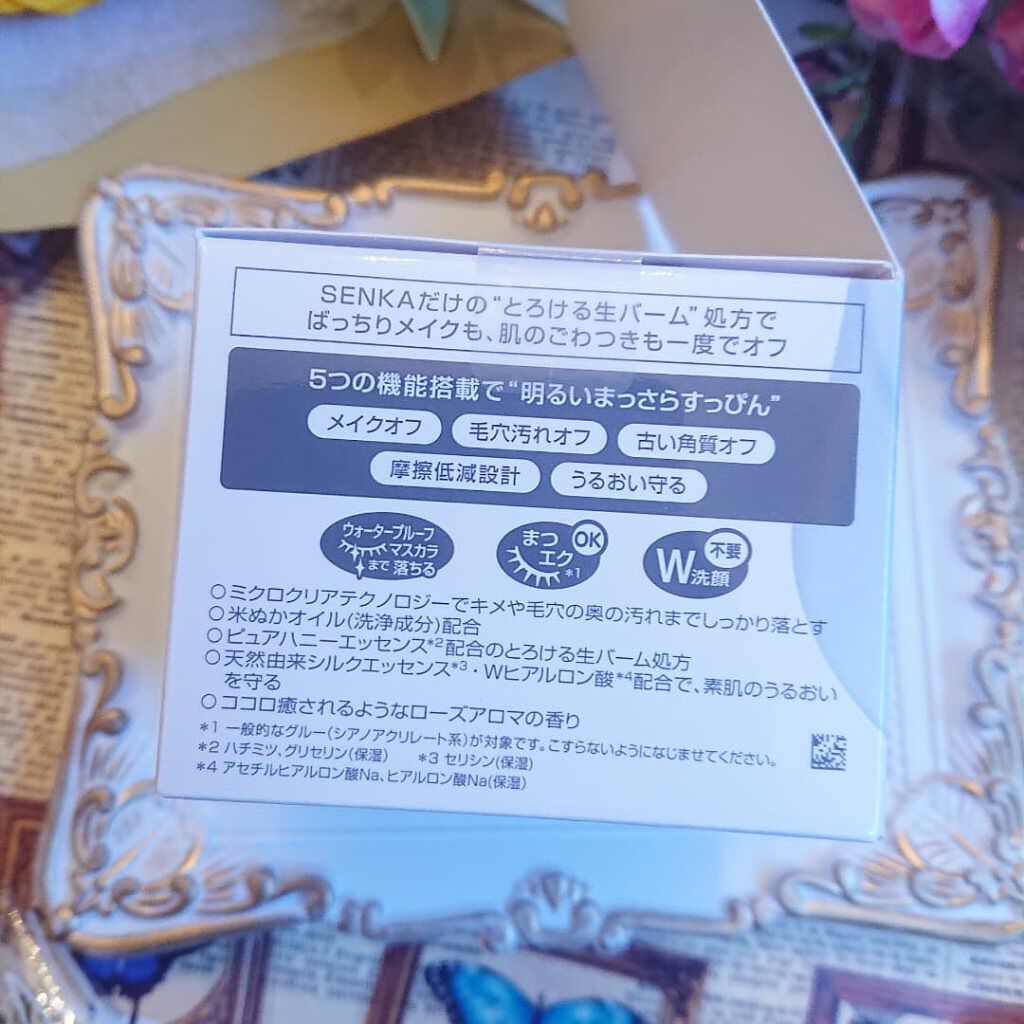 SENKAだけの“とろける生バーム”処方で
ばっちりメイクも、肌のごわつきも一度でオフ
5つの機能搭載で“明るいまっさらすっぴん”
メイクオフ 毛穴汚れオフ 古い角質オフ
摩擦低減設計 うるおい守る
ウォータープルーフ
マスカラ
まで 落ちる
まつ
エク*1
OK
W洗顔
不要
○ミクロクリアテクノロジーでキメや毛穴の奥の汚れまでしっかり落とす
○米ぬかオイル(洗浄成分)配合
○ピュアハニーエッセンス*2配合のとろける生バーム処方
○天然由来シルクエッセンス*3・Wヒアルロン酸*4配合で、素肌のうるおい
を守る
○ココロ癒されるようなローズアロマの香り
*1 一般的なグルー(シアノアクリレート系)が対象です。こすらないようになじませてください。
*2 ハチミツ、グリセリン(保湿) *3 セリシン(保湿)
*4 アセチルヒアルロン酸Na、ヒアルロン酸Na(保湿)